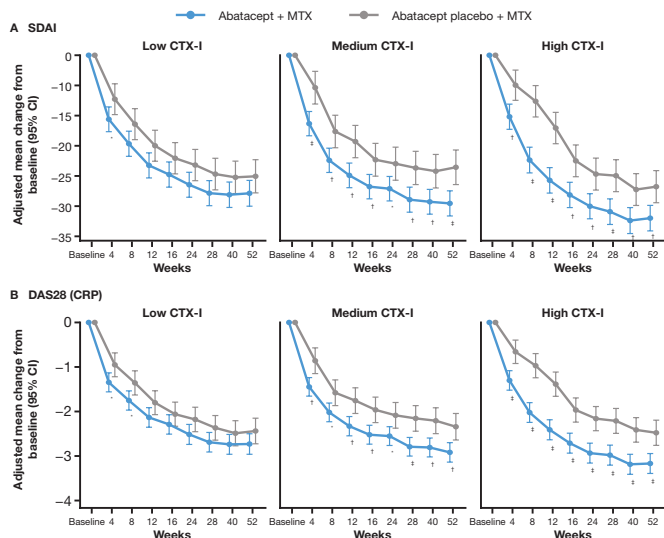 Abatacept + MTX Abatacept placebo + MTX
A SDAI
Low CTX-I Medium CTX-I High CTX-I
Adjusted mean change from
baseline (95% CI)
0
−5
−10
−15
−20
−25
−30
−35
* ‡ † † † * † † ‡ † ‡ ‡ † † ‡ † †
Baseline 4 8 12 16 24 28 40 52 Baseline 4 8 12 16 24 28 40 52 Baseline 4 8 12 16 24 28 40 52
Weeks Weeks Weeks
B DAS28 (CRP)
Low CTX-I Medium CTX-I High CTX-I
Adjusted mean change from
baseline (95% CI)
0
−1
−2
−3
−4
* * † * † † * ‡ † † ‡ ‡ ‡ ‡ ‡ ‡ ‡ ‡
Baseline 4 8 12 16 24 28 40 52 Baseline 4 8 12 16 24 28 40 52 Baseline 4 8 12 16 24 28 40 52
Weeks Weeks Weeks